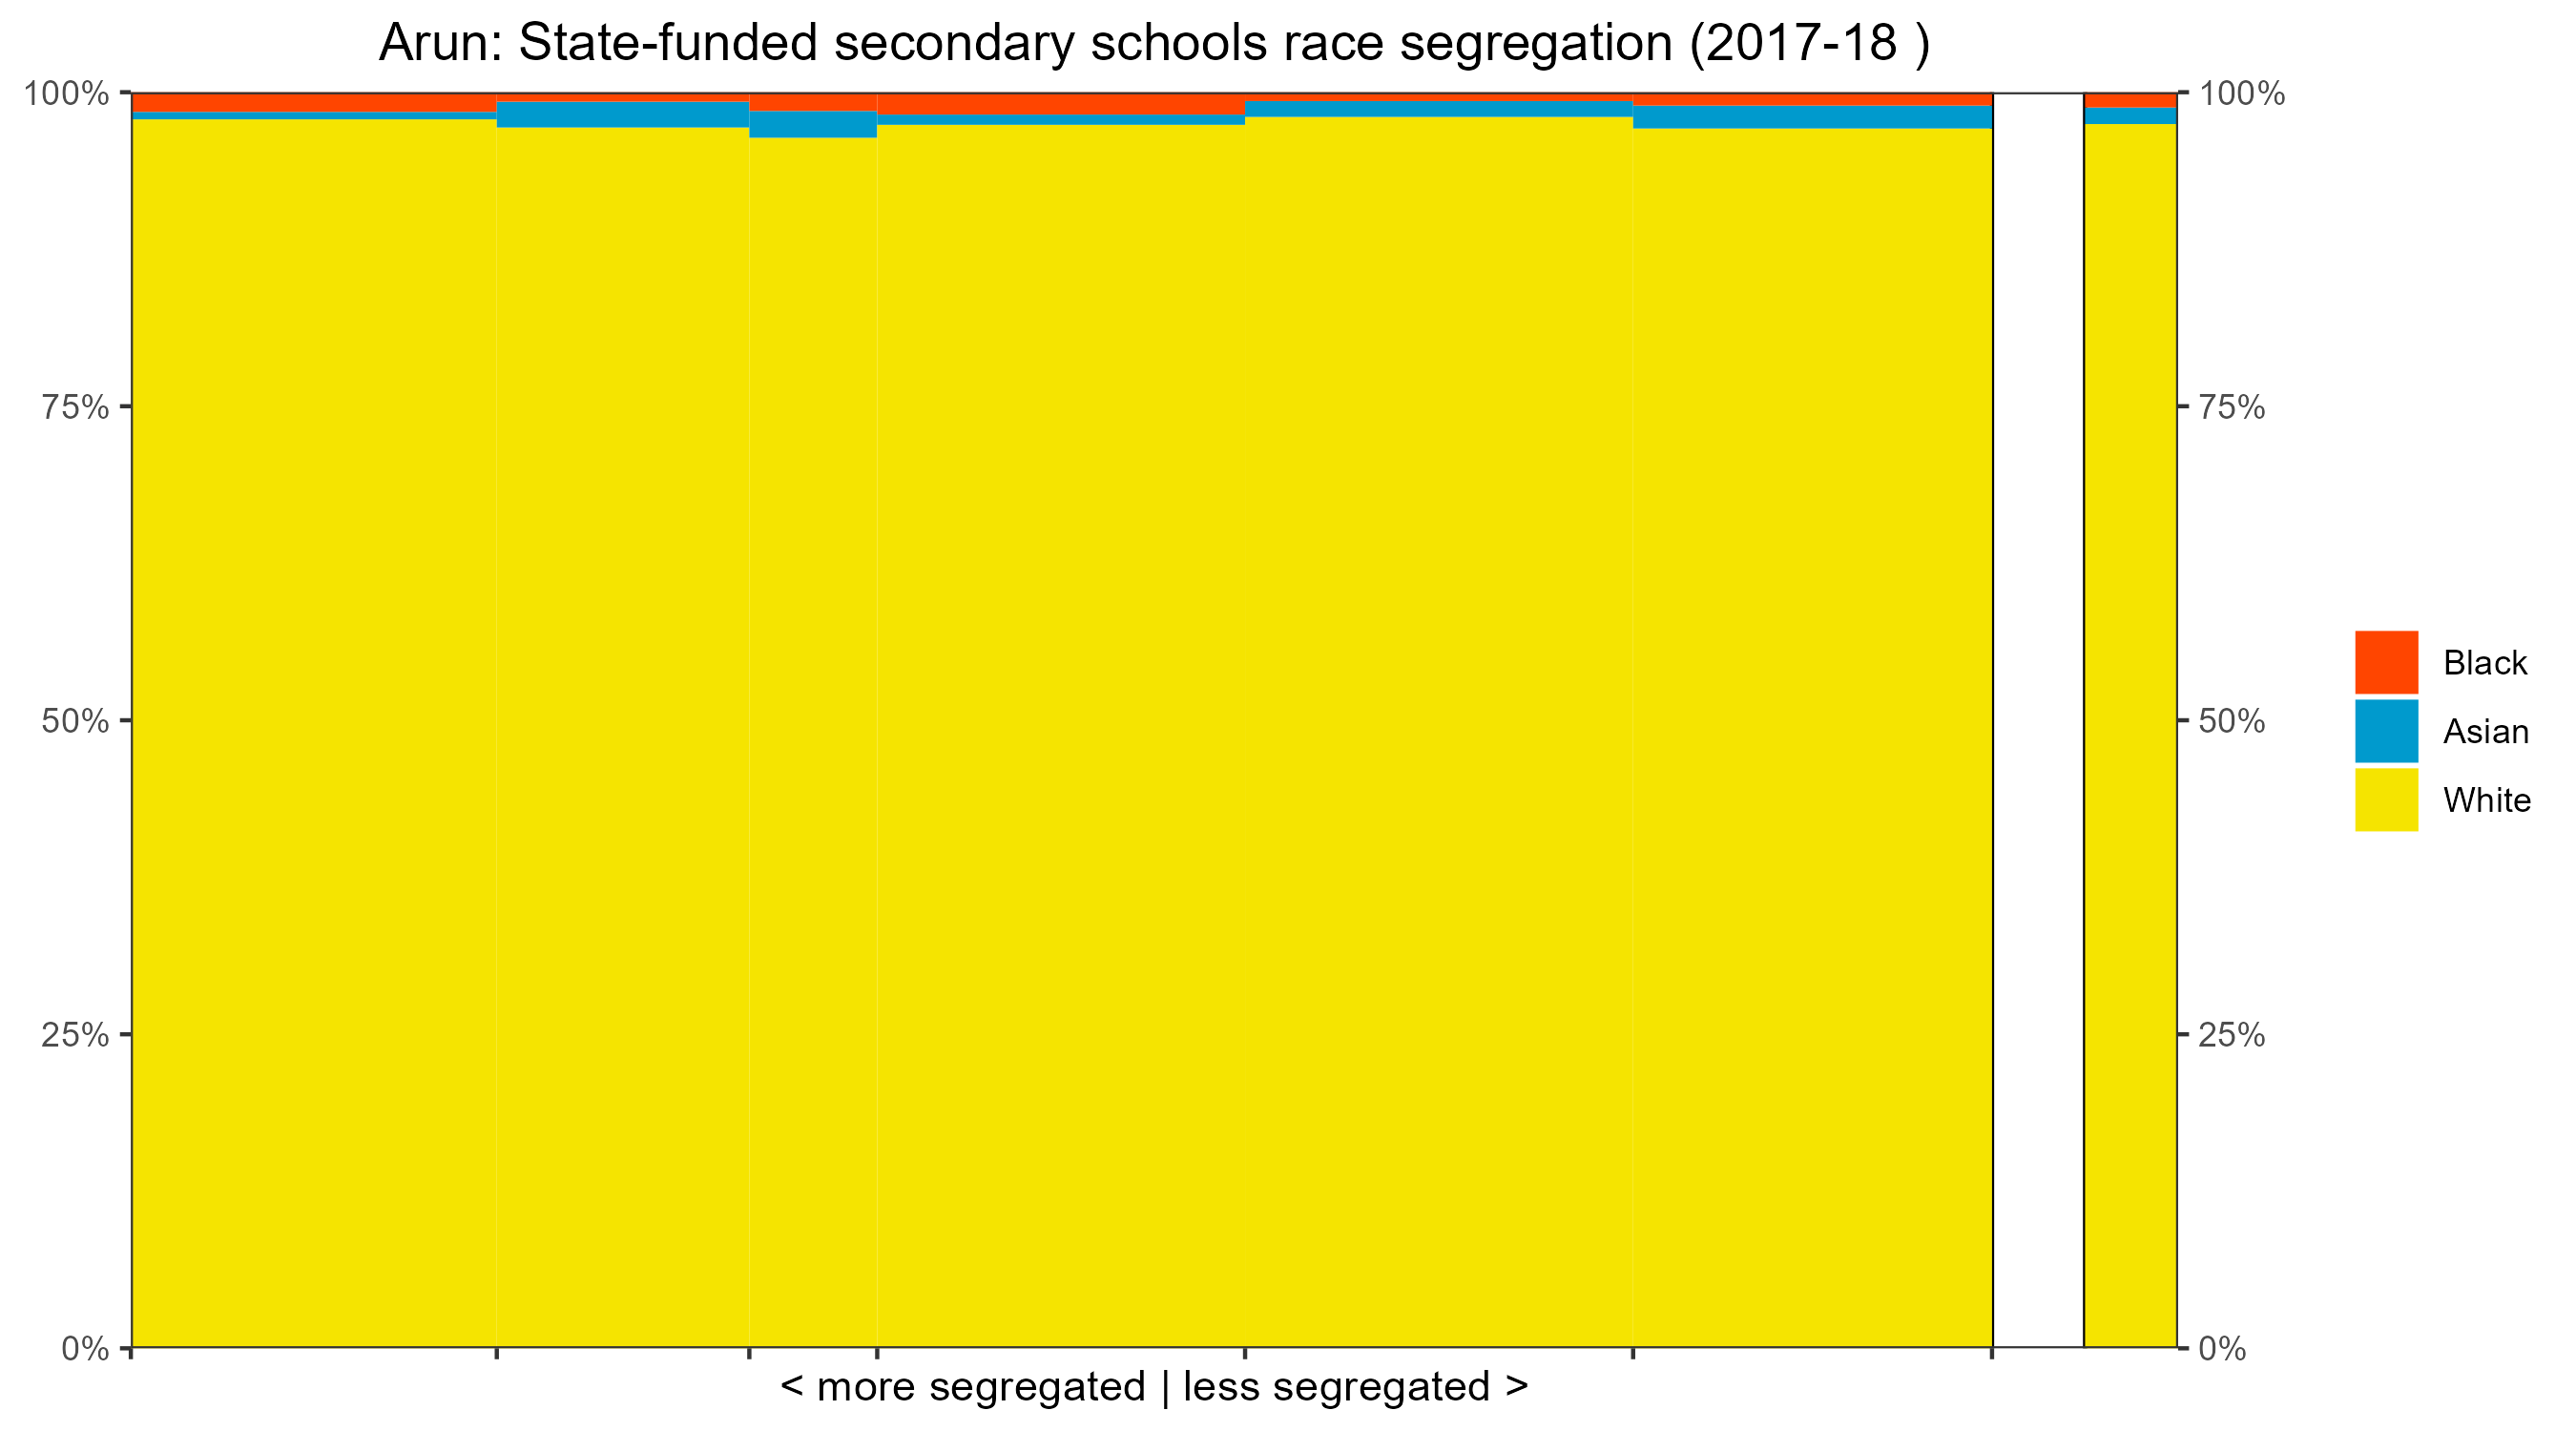 Arun: State-funded secondary schools race segregation (2017-18 )
100%
75%
50%
25%
0%
100%
75%
50%
25%
0%
Black
Asian
White
< more segregated | less segregated >